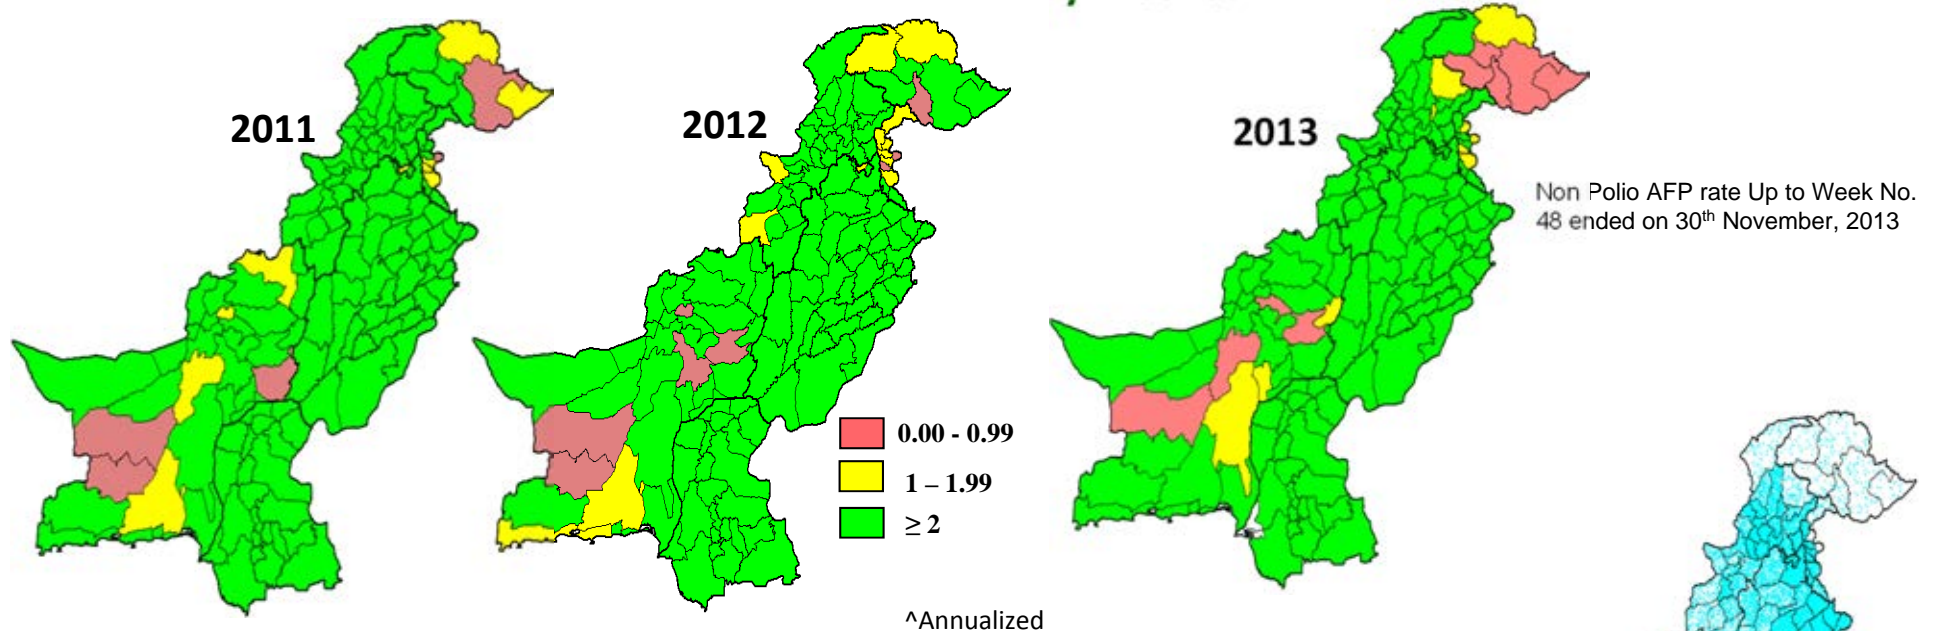 2011
2012
2013
Non Polio AFP rate Up to Week No.
48 ended on 30th November, 2013
0.00 - 0.99
1 – 1.99
≥ 2
^Annualized